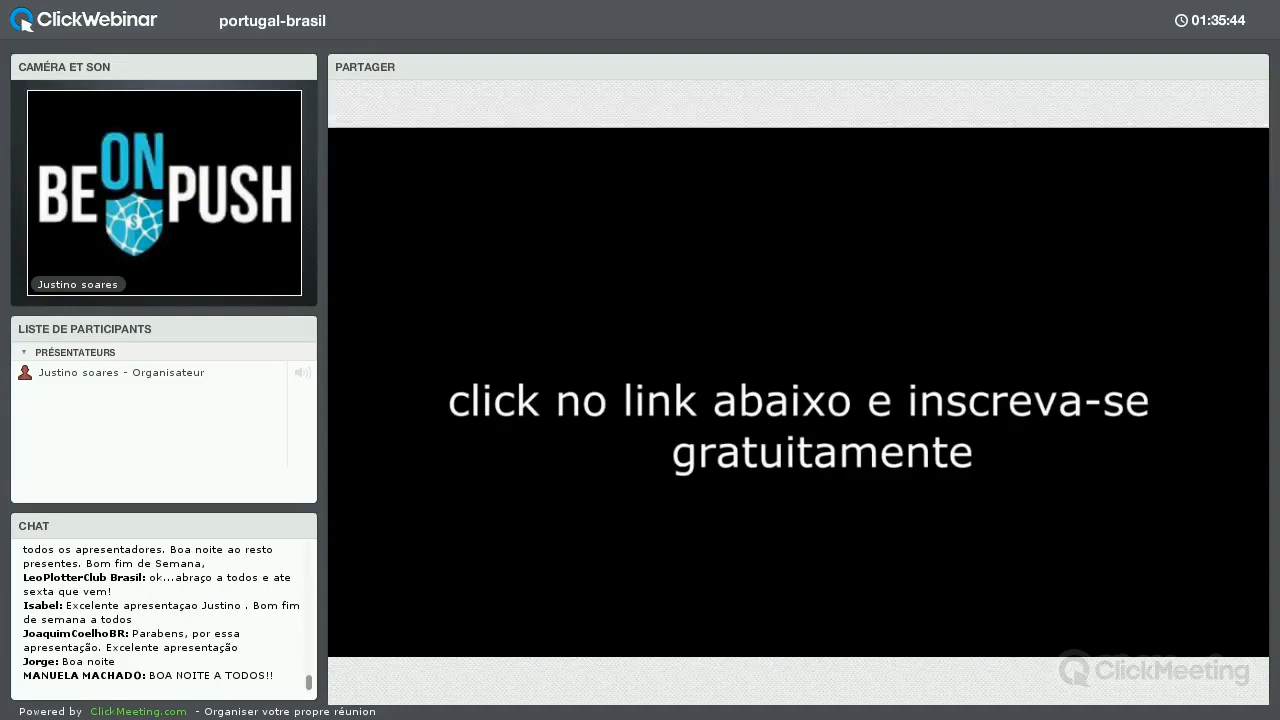 ClickWebinar
portugal-brasil
01:35:44
CAMÉRA ET SON
PARTAGER
BE ON PUSH
$
Justino soares
LISTE DE PARTICIPANTS
PRÉSENTATEURS
Justino soares - Organisateur
CHAT
todos os apresentadores. Boa noite ao resto
presentes. Bom fim de Semana,
LeoPlotterClub Brasil: ok...abraço a todos e ate
sexta que vem!
Isabel: Excelente apresentaçao Justino . Bom fim
de semana a todos
JoaquimCoelhoBR: Parabens, por essa
apresentação. Excelente apresentação
Jorge: Boa noite
MANUELA MACHADO: BOA NOITE A TODOS!!
click no link abaixo e inscreva-se
gratuitamente
ClickMeeting
Powered by ClickMeeting.com - Organiser votre propre réunion